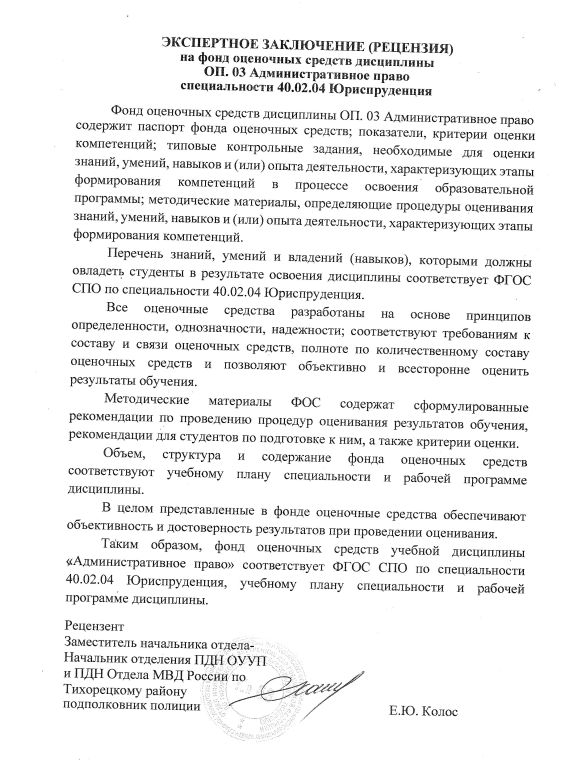 ЭКСПЕРТНОЕ ЗАКЛЮЧЕНИЕ (РЕЦЕНЗИЯ)
на фонд оценочных средств дисциплины
ОП. 03 Административное право
специальности 40.02.04 Юриспруденция
Фонд оценочных средств дисциплины ОП. 03 Административное право
содержит паспорт фонда оценочных средств; показатели, критерии оценки
компетенций; типовые контрольные задания, необходимые для оценки
знаний, умений, навыков и (или) опыта деятельности, характеризующих этапы
формирования компетенций в процессе освоения образовательной
программы; методические материалы, определяющие процедуры оценивания
знаний, умений, навыков и (или) опыта деятельности, характеризующих этапы
формирования компетенций.
Перечень знаний, умений и владений (навыков), которыми должны
овладеть студенты в результате освоения дисциплины соответствует ФГОС
СПО по специальности 40.02.04 Юриспруденция.
Все оценочные средства разработаны на основе принципов
определенности, однозначности, надежности; соответствуют требованиям к
составу и связи оценочных средств, полноте по количественному составу
оценочных средств и позволяют объективно и всесторонне оценить
результаты обучения.
Методические материалы ФОС содержат сформулированные
рекомендации по проведению процедур оценивания результатов обучения,
рекомендации для студентов по подготовке к ним, а также критерии оценки.
Объем, структура и содержание фонда оценочных средств
соответствуют учебному плану специальности и рабочей программе
дисциплины.
В целом представленные в фонде оценочные средства обеспечивают
объективность и достоверность результатов при проведении оценивания.
Таким образом, фонд оценочных средств учебной дисциплины
«Административное право» соответствует ФГОС СПО по специальности
40.02.04 Юриспруденция, учебному плану специальности и рабочей
программе дисциплины.
Рецензент
Заместитель начальника отдела-
Начальник отделения ПДН ОУУП
и ПДН Отдела МВД России по
Тихорецкому району
подполковник полиции
Е.Ю. Колос